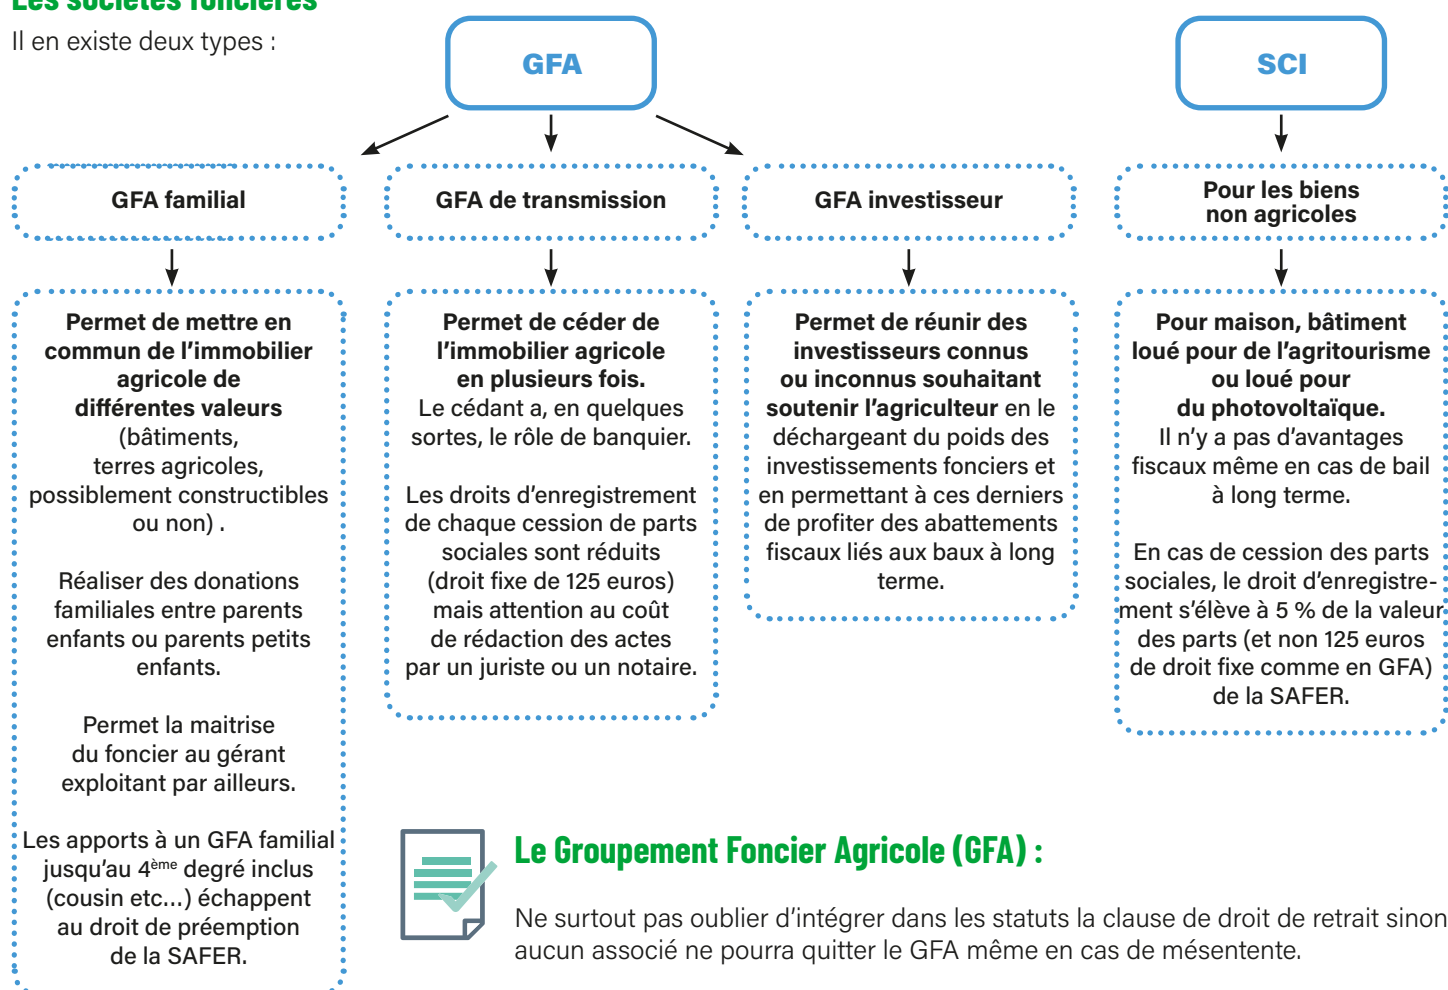 Les sociétés foncières
Il en existe deux types :
GFA
SCI
GFA familial
GFA de transmission
GFA investisseur
Pour les biens
non agricoles
Permet de mettre en
commun de l'immobilier
agricole de
différentes valeurs
(bâtiments,
terres agricoles,
possiblement constructibles
ou non) .
Réaliser des donations
familiales entre parents
enfants ou parents petits
enfants.
Permet la maitrise
du foncier au gérant
exploitant par ailleurs.
Les apports à un GFA familial
jusqu'au 4ème degré inclus
(cousin etc...) échappent
au droit de préemption
de la SAFER.
Permet de céder de
l'immobilier agricole
en plusieurs fois.
Le cédant a, en quelques
sortes, le rôle de banquier.
Les droits d'enregistrement
de chaque cession de parts
sociales sont réduits
(droit fixe de 125 euros)
mais attention au coût
de rédaction des actes
par un juriste ou un notaire.
Permet de réunir des
investisseurs connus
ou inconnus souhaitant
soutenir l'agriculteur en le
déchargeant du poids des
investissements fonciers et
en permettant à ces derniers
de profiter des abattements
fiscaux liés aux baux à long
terme.
Pour maison, bâtiment
loué pour de l'agritourisme
ou loué pour
du photovoltaïque.
Il n'y a pas d'avantages
fiscaux même en cas de bail
à long terme.
En cas de cession des parts
sociales, le droit d'enregistre-
ment s'élève à 5 % de la valeur
des parts (et non 125 euros
de droit fixe comme en GFA)
de la SAFER.
Le Groupement Foncier Agricole (GFA) :
Ne surtout pas oublier d'intégrer dans les statuts la clause de droit de retrait sinon
aucun associé ne pourra quitter le GFA même en cas de mésentente.